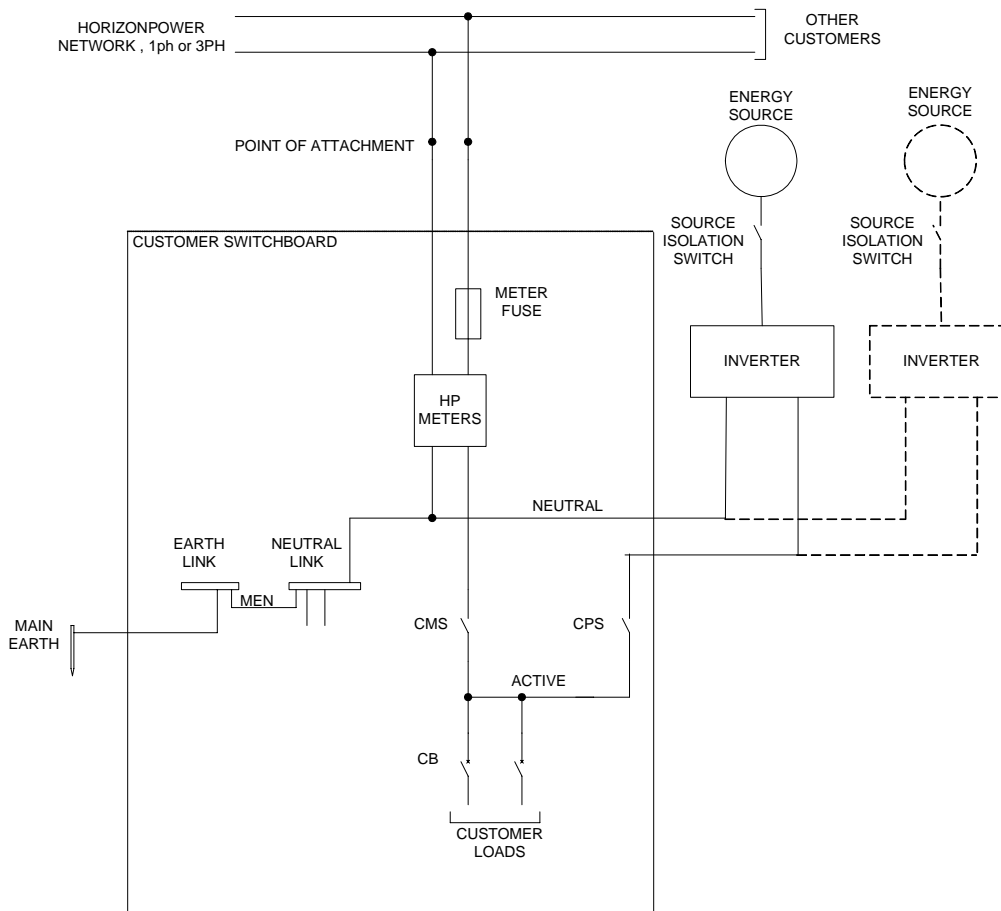 HORIZONPOWER
NETWORK , 1ph or 3PH
OTHER
CUSTOMERS
ENERGY
SOURCE
ENERGY
SOURCE
POINT OF ATTACHMENT
SOURCE
ISOLATION
SWITCH
SOURCE
ISOLATION
SWITCH
CUSTOMER SWITCHBOARD
METER
FUSE
INVERTER
INVERTER
HP
METERS
NEUTRAL
EARTH
LINK
NEUTRAL
LINK
MEN
MAIN
EARTH
CMS
CPS
ACTIVE
CB
CUSTOMER
LOADS